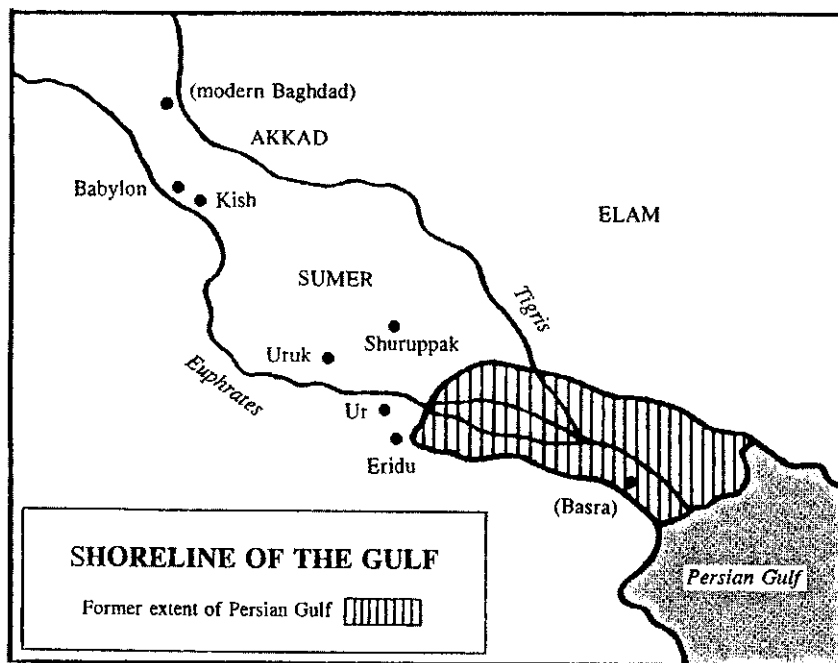 (modern Baghdad)
AKKAD
Babylon
Kish
ELAM
SUMER
Tigris
Shuruppak
Uruk
Euphrates
Ur
Eridu
(Basra)
SHORELINE OF THE GULF
Former extent of Persian Gulf
Persian Gulf